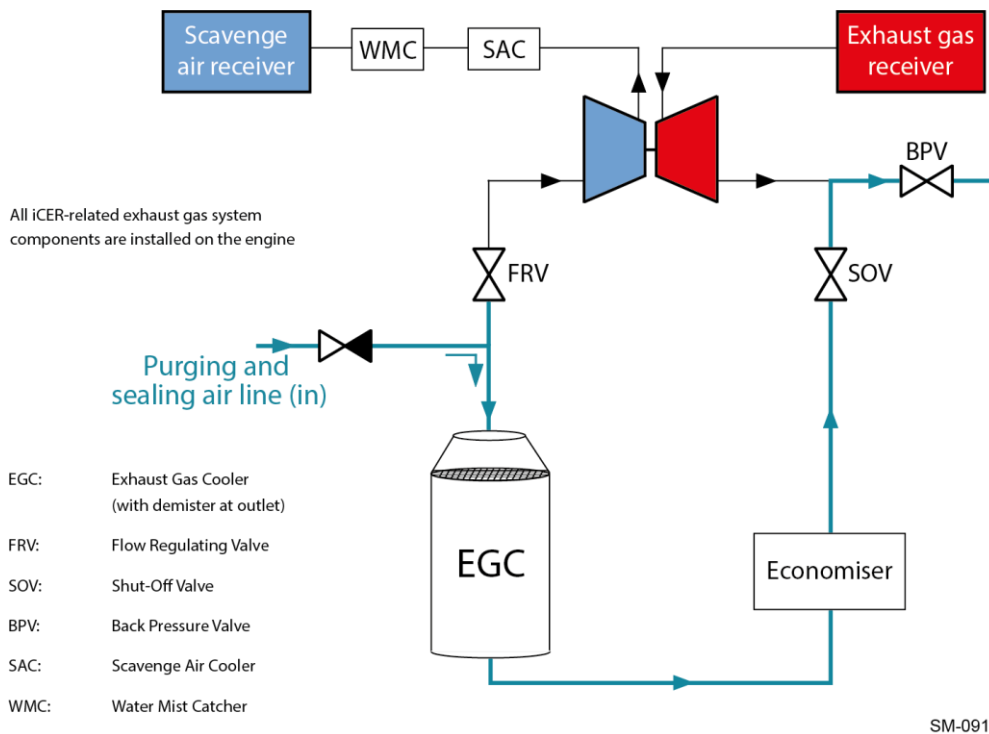 Scavenge
air receiver
WMC
SAC
Exhaust gas
receiver
BPV
All iCER-related exhaust gas system
components are installed on the engine
FRV
SOV
Purging and
sealing air line (in)
EGC: Exhaust Gas Cooler
(with demister at outlet)
FRV: Flow Regulating Valve
SOV: Shut-Off Valve
BPV: Back Pressure Valve
SAC: Scavenge Air Cooler
WMC: Water Mist Catcher
EGC
Economiser
SM-091